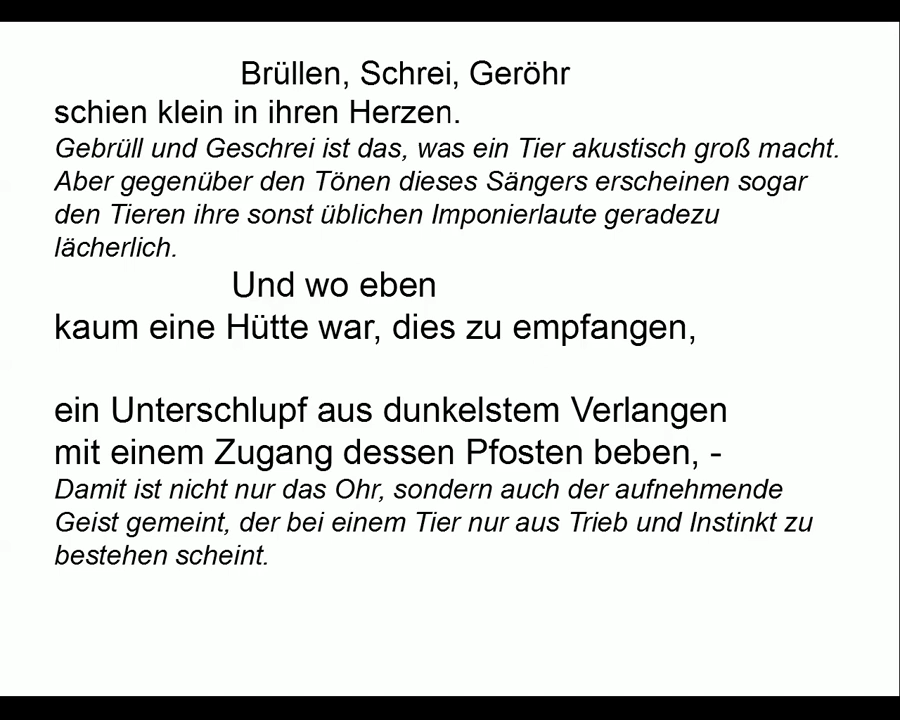 Brüllen, Schrei, Geröhr
schien klein in ihren Herzen.
Gebrüll und Geschrei ist das, was ein Tier akustisch groß macht.
Aber gegenüber den Tönen dieses Sängers erscheinen sogar
den Tieren ihre sonst üblichen Imponierlaute geradezu
lächerlich.
Und wo eben
kaum eine Hütte war, dies zu empfangen,
ein Unterschlupf aus dunkelstem Verlangen
mit einem Zugang dessen Pfosten beben, -
Damit ist nicht nur das Ohr, sondern auch der aufnehmende
Geist gemeint, der bei einem Tier nur aus Trieb und Instinkt zu
bestehen scheint.